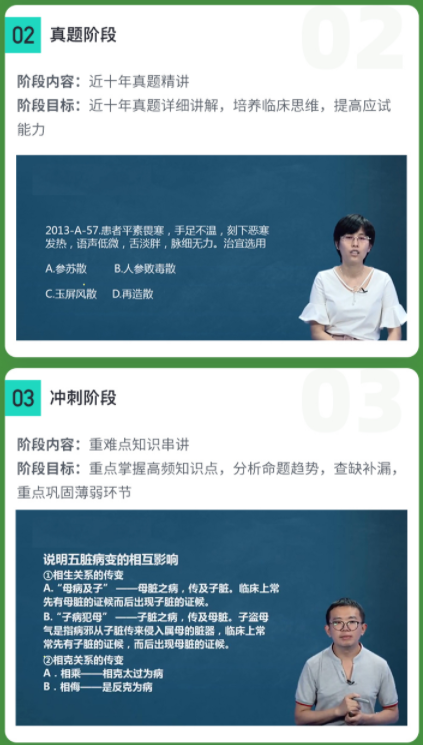 02 真题阶段
阶段内容：近十年真题精讲
阶段目标：近十年真题详细讲解，培养临床思维，提高应试
能力
2013-A-57.患者平素畏寒，手足不温，刻下恶寒
发热，语声低微，舌淡胖，脉细无力。治宜选用
A.参苏散 B.人参败毒散
C.玉屏风散 D.再造散
03 冲刺阶段
阶段内容：重难点知识串讲
阶段目标：重点掌握高频知识点，分析命题趋势，查缺补漏，
重点巩固薄弱环节
说明五脏病变的相互影响
①相生关系的传变
A.“母病及子” ——母脏之病，传及子脏。临床上常
先有母脏的证候而后出现子脏的证候。
B.“子病犯母” ——子脏之病，传及母脏。子盗母
气是指病邪从子脏传来侵入属母的脏器，临床上常
常先有子脏的证候，而后出现母脏的证候。
②相克关系的传变
A．相乘——相克太过为病
B．相侮——是反克为病
02
03